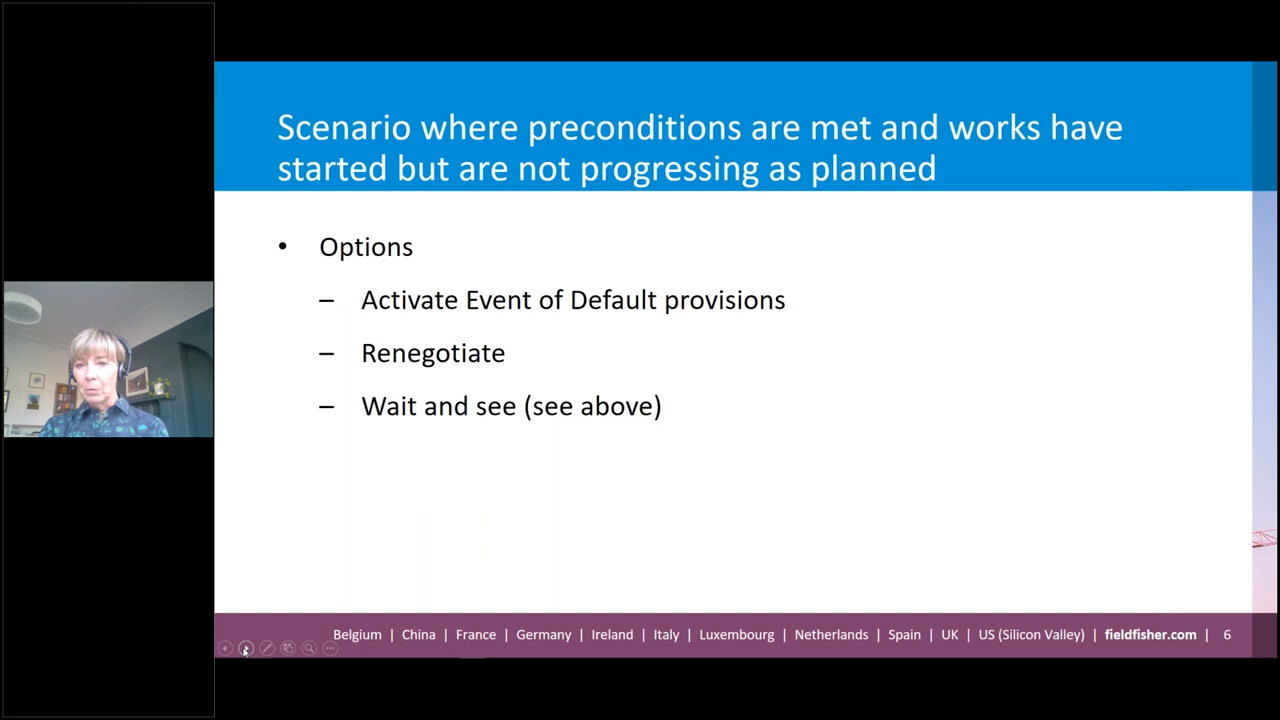 Scenario where preconditions are met and works have
started but are not progressing as planned
• Options
– Activate Event of Default provisions
– Renegotiate
– Wait and see (see above)
Belgium | China | France | Germany | Ireland | Italy | Luxembourg | Netherlands | Spain | UK | US (Silicon Valley) | fieldfisher.com | 6